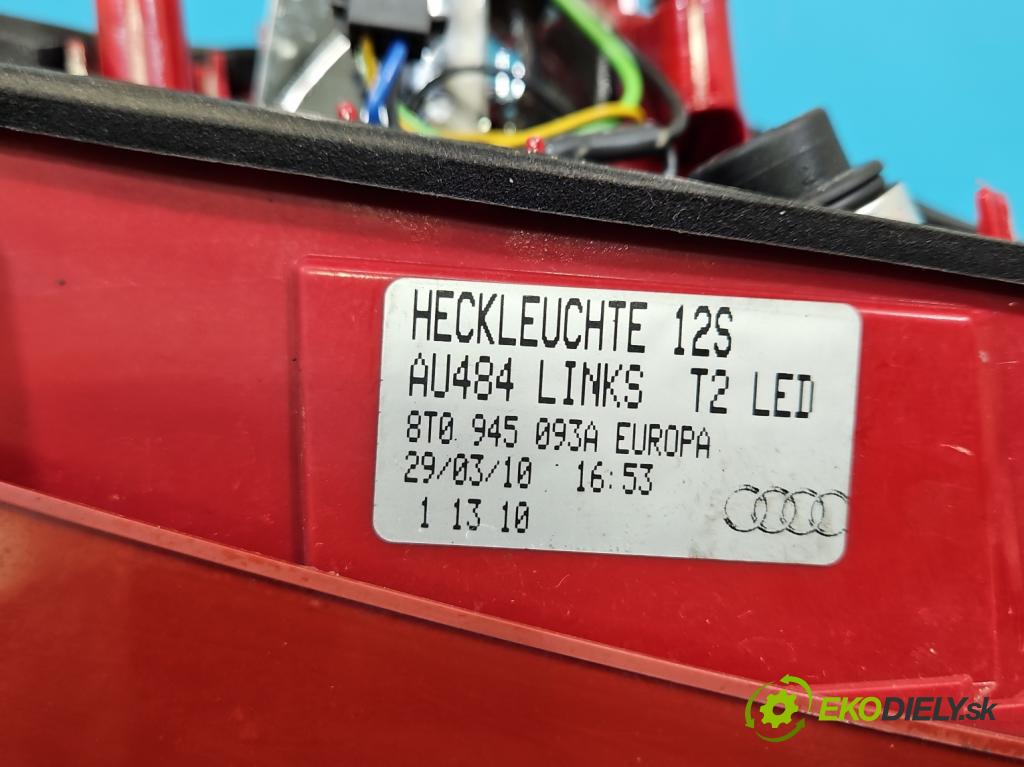 HECKLEUCHTE 12S
AU484 LINKS T2 LED
8T0 945 093A EUROPA
29/03/10 16:53
1 13 10
EKODIELY.sk